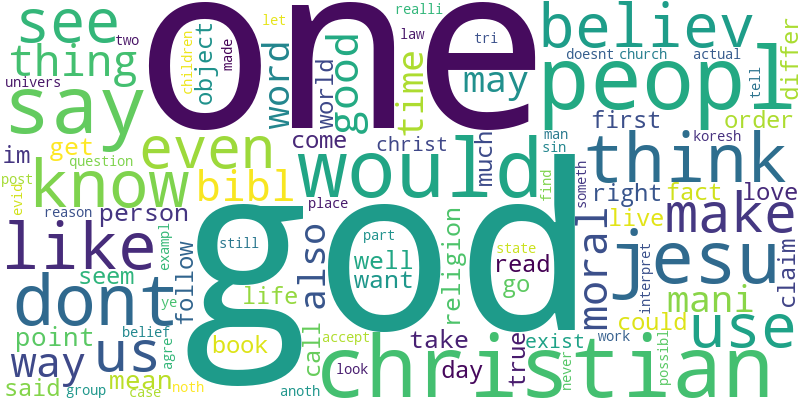 see
thing
univers
say
one
children
object
made
word
world
good
time
let
realli
law
tri
may
believ
doesnt
church
actual
peopl
tell
differ
two
im
get
question
know
post
evid
reason
person
even
bibl
come
christ
would
much
man
sin
first
order
koresh
think
find
someth
right
fact
love
make
like
seem
exampl
follow
dont
life
god
place
still
also
part
well
want
religion
state
read
go
moral
live
interpret
jesu
mani
claim
could
use
point
belief
ye
way
us
agre
book
call
accept
take
true
exist
work
possibl
said
group
mean
case
noth
anoth
look
day
christian
never